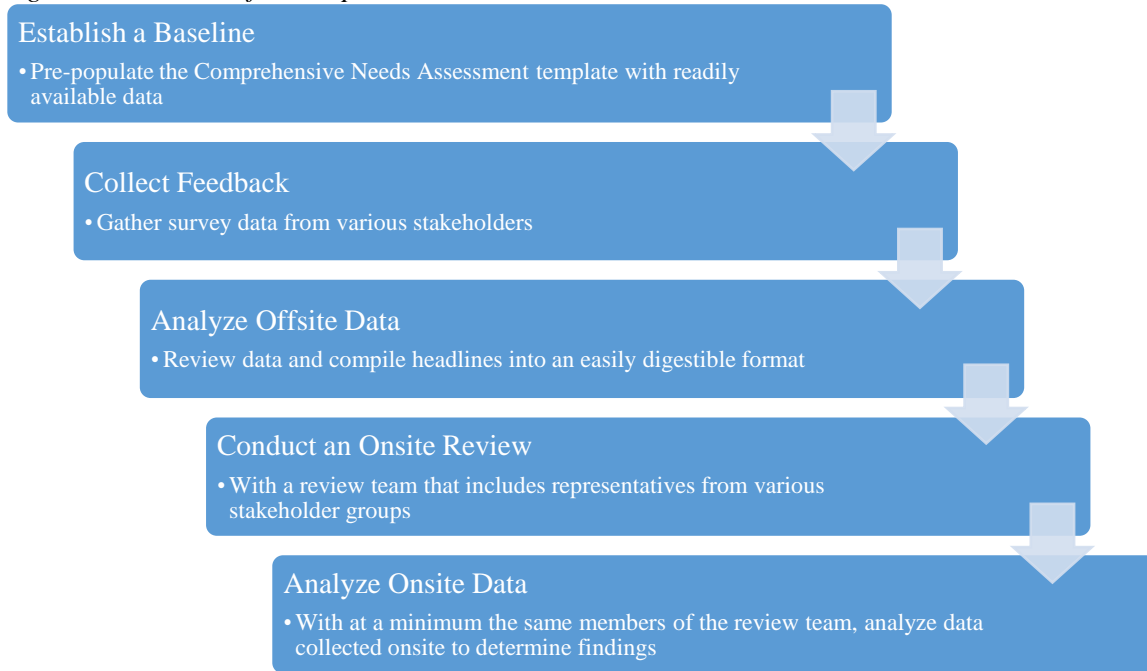 Establish a Baseline
• Pre-populate the Comprehensive Needs Assessment template with readily
available data
Collect Feedback
• Gather survey data from various stakeholders
Analyze Offsite Data
• Review data and compile headlines into an easily digestible format
Conduct an Onsite Review
• With a review team that includes representatives from various
stakeholder groups
Analyze Onsite Data
• With at a minimum the same members of the review team, analyze data
collected onsite to determine findings